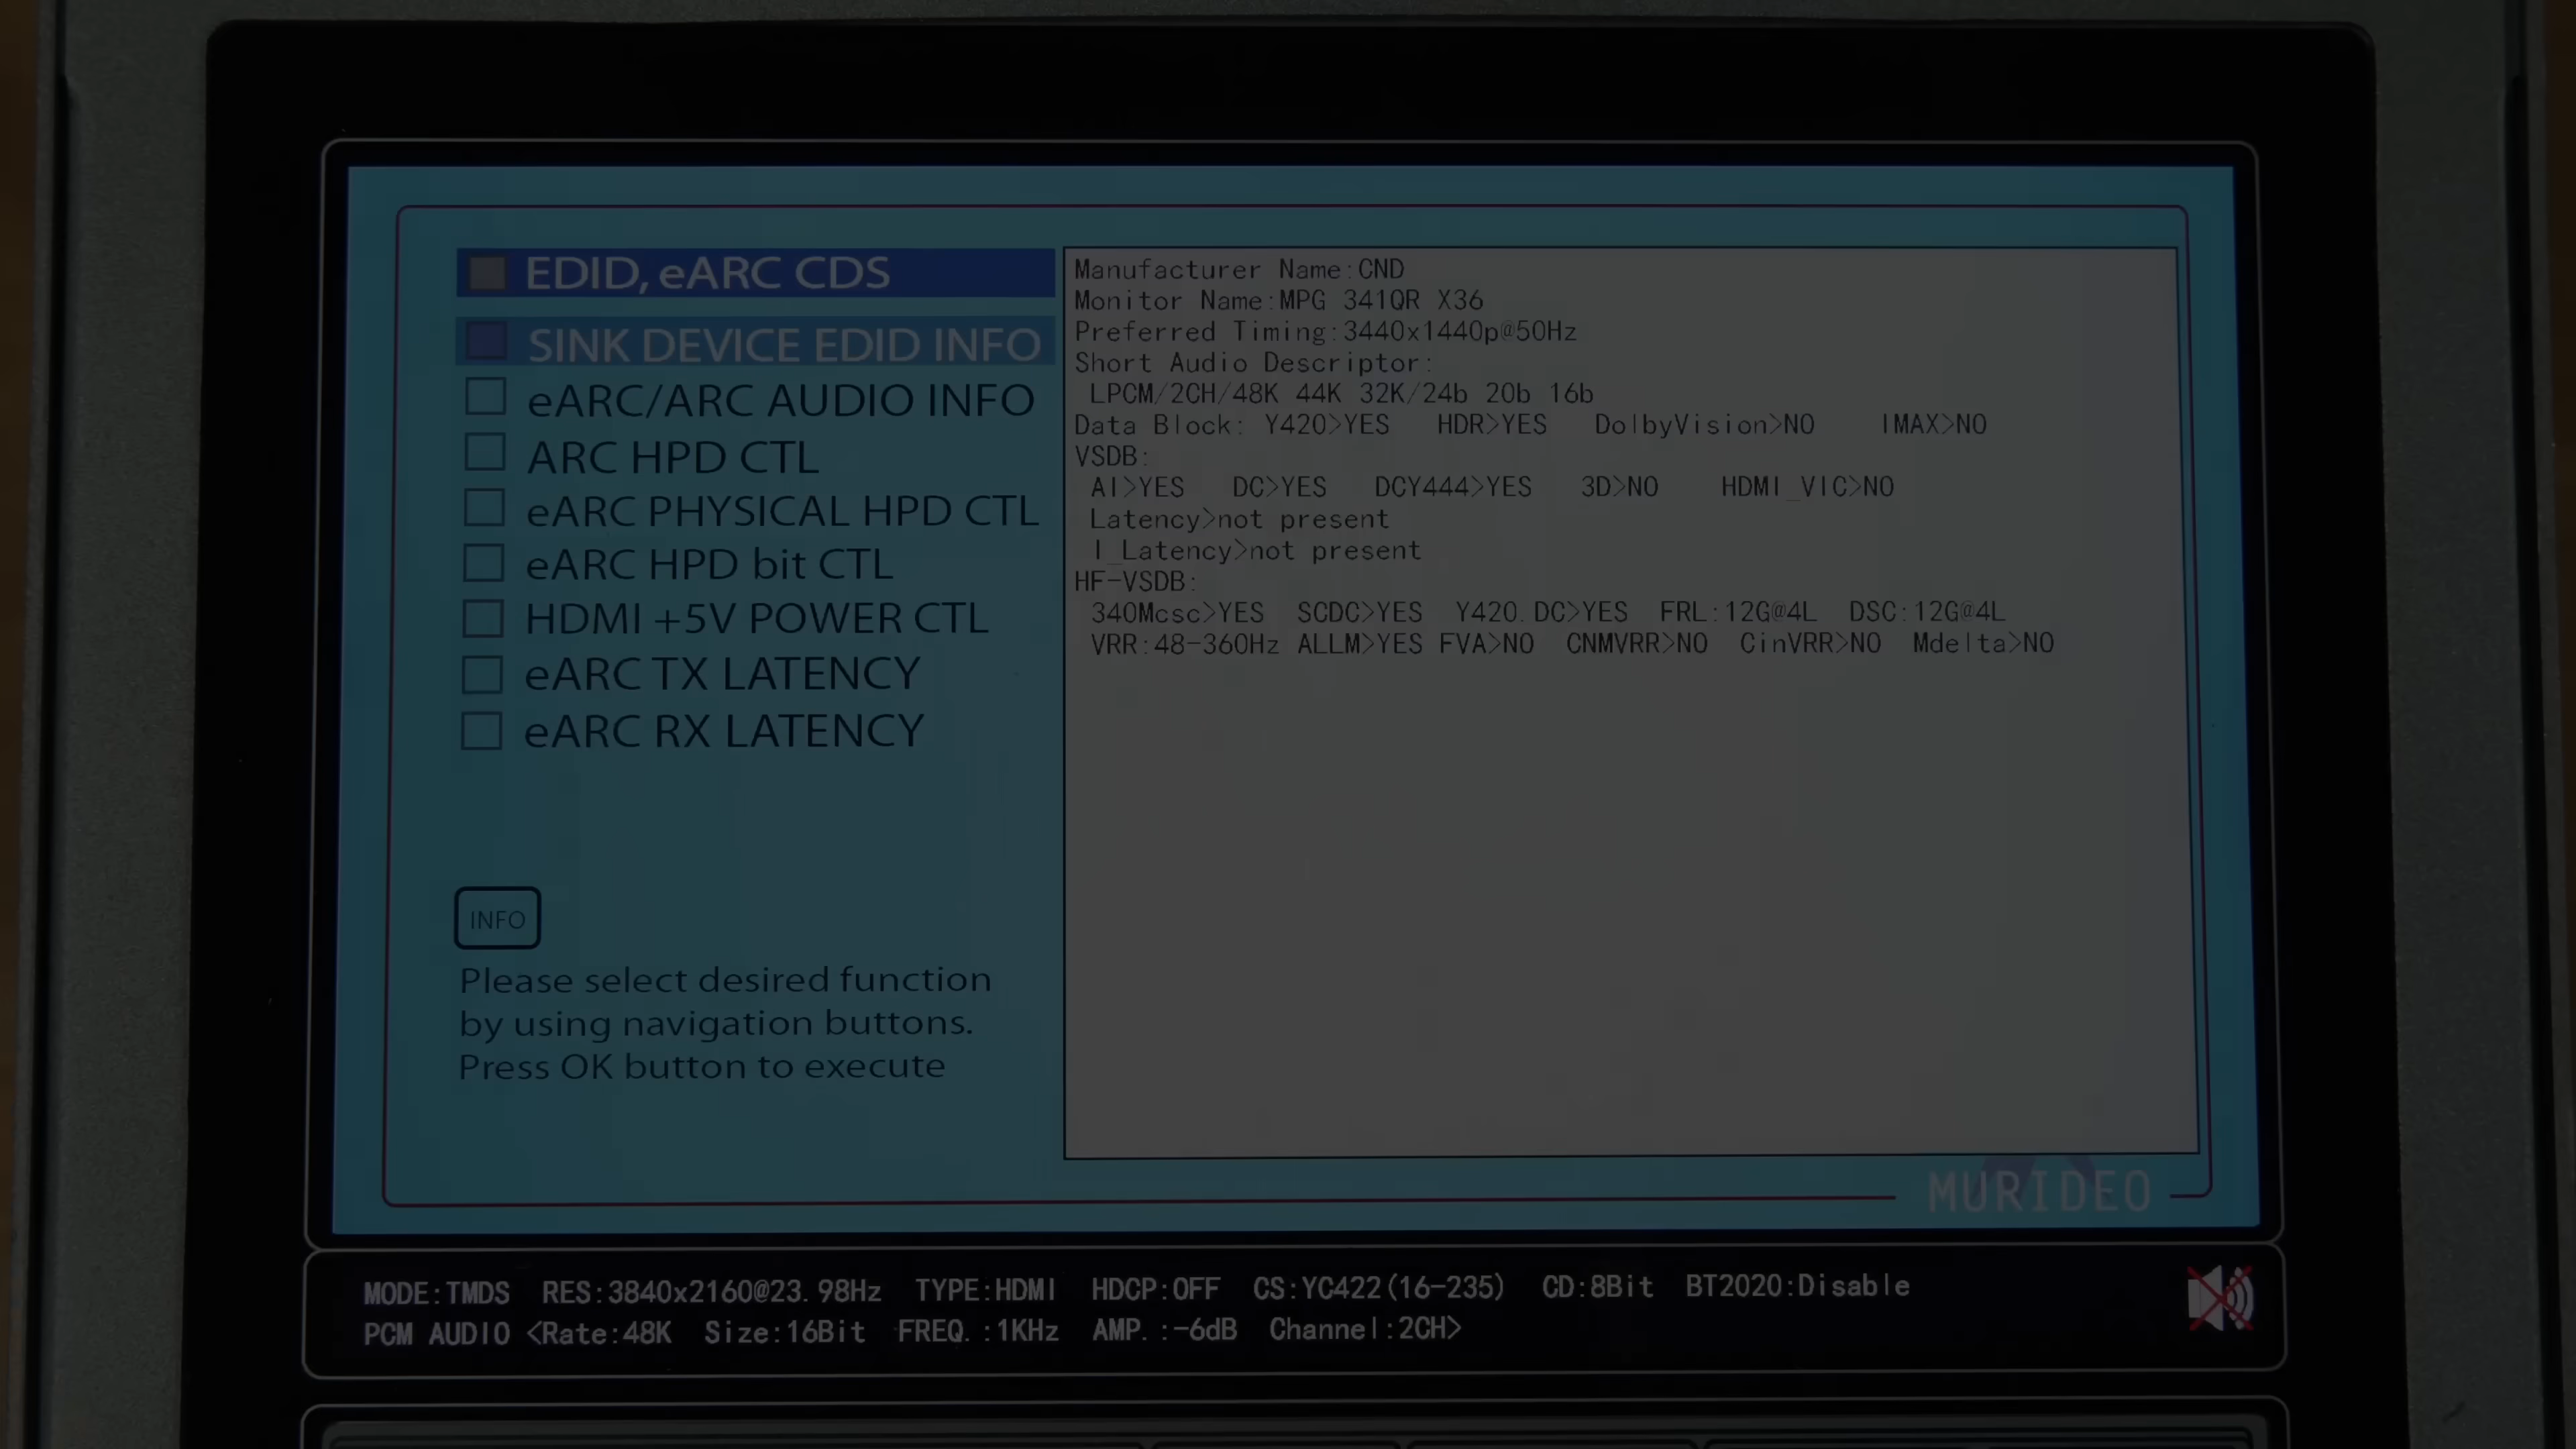 EDID, eARC CDS
SINK DEVICE EDID INFO
eARC/ARC AUDIO INFO
ARC HPD CTL
eARC PHYSICAL HPD CTL
eARC HPD bit CTL
HDMI +5V POWER CTL
eARC TX LATENCY
eARC RX LATENCY
INFO
Please select desired function
by using navigation buttons.
Press OK button to execute
Manufacturer Name:CND
Monitor Name:MPG 341QR X36
Preferred Timing:3440x1440p@50Hz
Short Audio Descriptor:
LPCM/2CH/48K 44K 32K/24b 20b 16b
Data Block: Y420>YES HDR>YES DolbyVision>NO IMAX>NO
VSDB:
AI>YES DC>YES DCY444>YES 3D>NO HDMI_VIC>NO
Latency>not present
I_Latency>not present
HF-VSDB:
340Mcsc>YES SCDC>YES Y420.DC>YES FRL:12G@4L DSC:12G@4L
VRR:48-360Hz ALLM>YES FVA>NO CNMVRR>NO CinVRR>NO Mdelta>NO
MURIDEO
MODE:TMDS RES:3840x2160@23.98Hz TYPE:HDMI HDCP:OFF CS:YC422(16-235) CD:8Bit BT2020:Disable
PCM AUDIO <Rate:48K Size:16Bit FREQ.:1KHz AMP.:-6dB Channel:2CH>